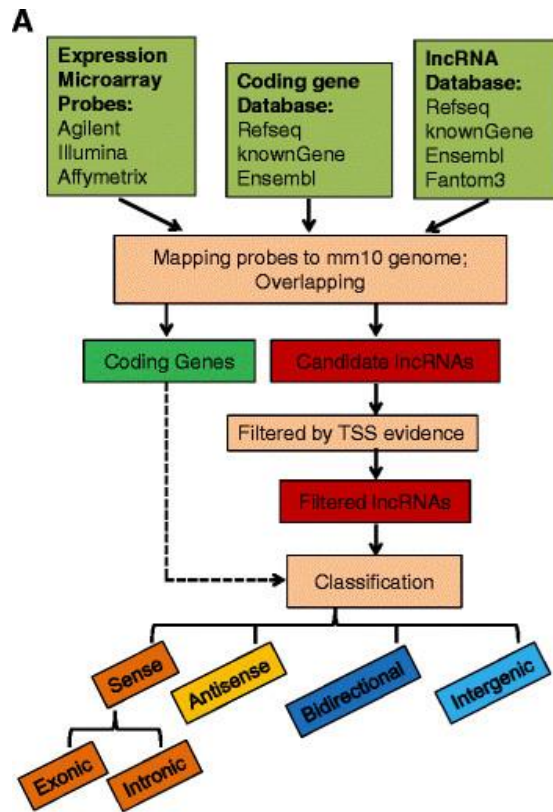 A
Expression
Microarray
Probes:
Agilent
Illumina
Affymetrix
Coding gene
Database:
Refseq
knownGene
Ensembl
lncRNA
Database:
Refseq
knownGene
Ensembl
Fantom3
Mapping probes to mm10 genome;
Overlapping
Coding Genes
Candidate lncRNAs
Filtered by TSS evidence
Filtered lncRNAs
Classification
Sense
Antisense
Bidirectional
Intergenic
Exonic
Intronic